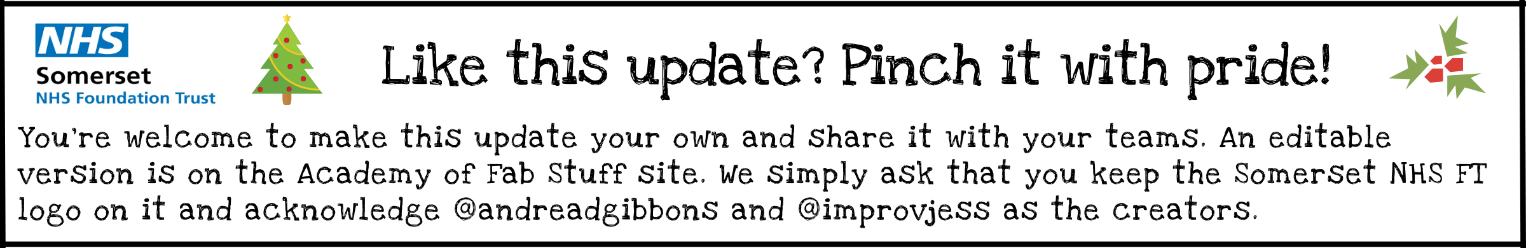 NHS
Somerset
NHS Foundation Trust
Like this update? Pinch it with pride!
You're welcome to make this update your own and share it with your teams. An editable
version is on the Academy of Fab Stuff site. We simply ask that you keep the Somerset NHS FT
logo on it and acknowledge @andreadgibbons and @improvjess as the creators.